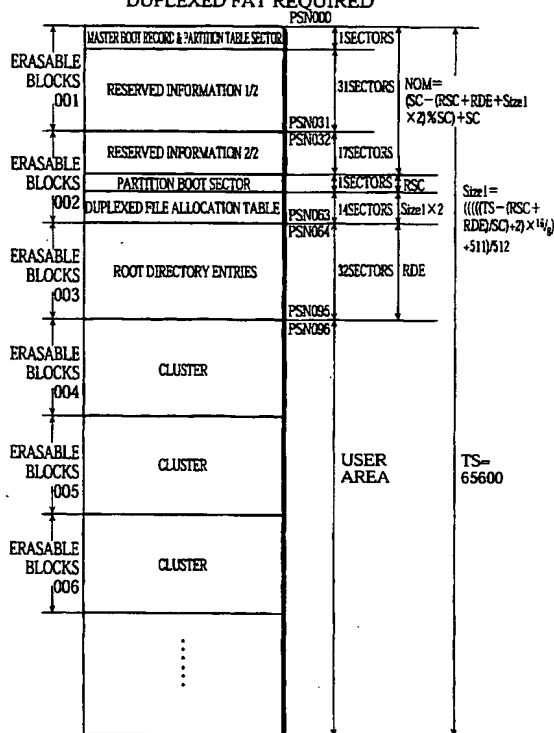 DUPLEXED FAT REQUIRED
PSN000
MASTER BOOT RECORD & PARTITION TABLE SECTOR
1SECTORS
ERASABLE
BLOCKS
001
RESERVED INFORMATION 1/2
31SECTORS
NOM=
(SC-(RSC+RDE+Size1
×2)%SC)+SC
PSN031
PSN032
RESERVED INFORMATION 2/2
17SECTORS
ERASABLE
BLOCKS
002
PARTITION BOOT SECTOR
1SECTORS
RSC
DUPLEXED FILE ALLOCATION TABLE
PSN063
14SECTORS
Size1×2
Size1=
(((((TS-(RSC+
RDE)/SC)+2)×16/8)
+511)/512
PSN064
ERASABLE
BLOCKS
003
ROOT DIRECTORY ENTRIES
32SECTORS
RDE
PSN095
PSN096
ERASABLE
BLOCKS
004
CLUSTER
ERASABLE
BLOCKS
005
CLUSTER
USER
AREA
TS=
65600
ERASABLE
BLOCKS
006
CLUSTER